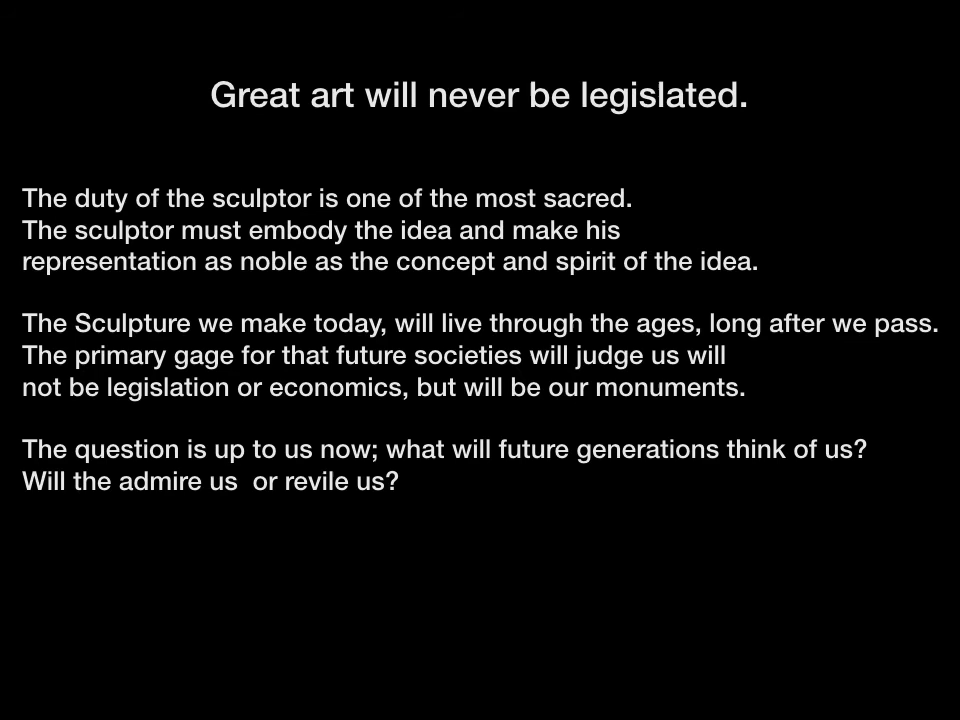 Great art will never be legislated.
The duty of the sculptor is one of the most sacred.
The sculptor must embody the idea and make his
representation as noble as the concept and spirit of the idea.
The Sculpture we make today, will live through the ages, long after we pass.
The primary gage for that future societies will judge us will
not be legislation or economics, but will be our monuments.
The question is up to us now; what will future generations think of us?
Will the admire us  or revile us?